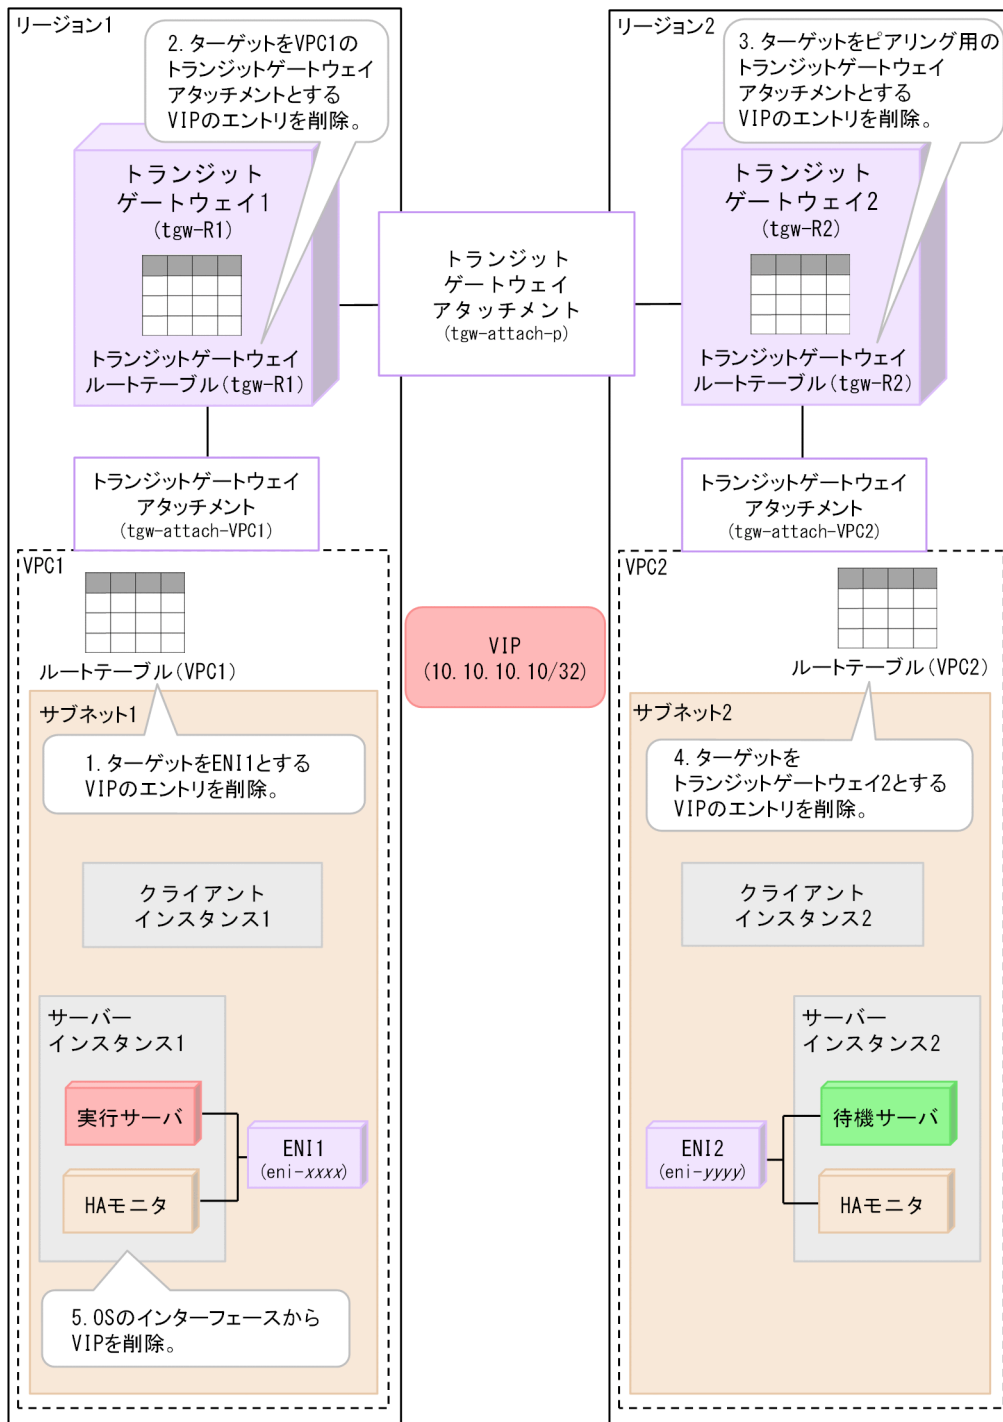 リージョン1
2. ターゲットをVPC1の
トランジットゲートウェイ
アタッチメントとする
VIPのエントリを削除。
トランジット
ゲートウェイ1
(tgw-R1)
トランジットゲートウェイ
ルートテーブル(tgw-R1)
トランジット
ゲートウェイ
アタッチメント
(tgw-attach-p)
リージョン2
3. ターゲットをピアリング用の
トランジットゲートウェイ
アタッチメントとする
VIPのエントリを削除。
トランジット
ゲートウェイ2
(tgw-R2)
トランジットゲートウェイ
ルートテーブル(tgw-R2)
トランジットゲートウェイ
アタッチメント
(tgw-attach-VPC1)
トランジットゲートウェイ
アタッチメント
(tgw-attach-VPC2)
VPC1
ルートテーブル(VPC1)
サブネット1
1. ターゲットをENI1とする
VIPのエントリを削除。
クライアント
インスタンス1
サーバー
インスタンス1
実行サーバ
HAモニタ
ENI1
(eni-xxxx)
5. OSのインターフェースから
VIPを削除。
VIP
(10.10.10.10/32)
VPC2
ルートテーブル(VPC2)
サブネット2
4. ターゲットを
トランジットゲートウェイ2とする
VIPのエントリを削除。
クライアント
インスタンス2
サーバー
インスタンス2
待機サーバ
HAモニタ
ENI2
(eni-yyyy)